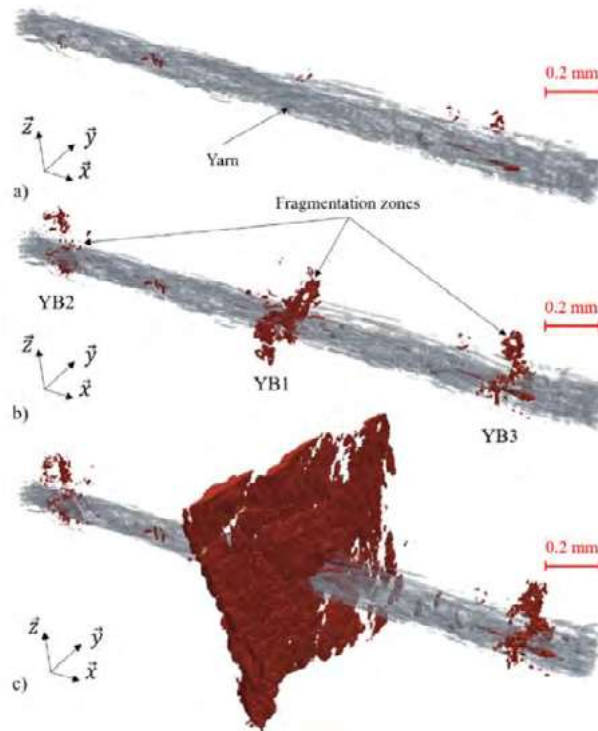 0.2 mm
z⃗
y⃗
x⃗
Yarn
a)
Fragmentation zones
YB2
0.2 mm
z⃗
y⃗
x⃗
YB1
YB3
b)
0.2 mm
z⃗
y⃗
x⃗
c)